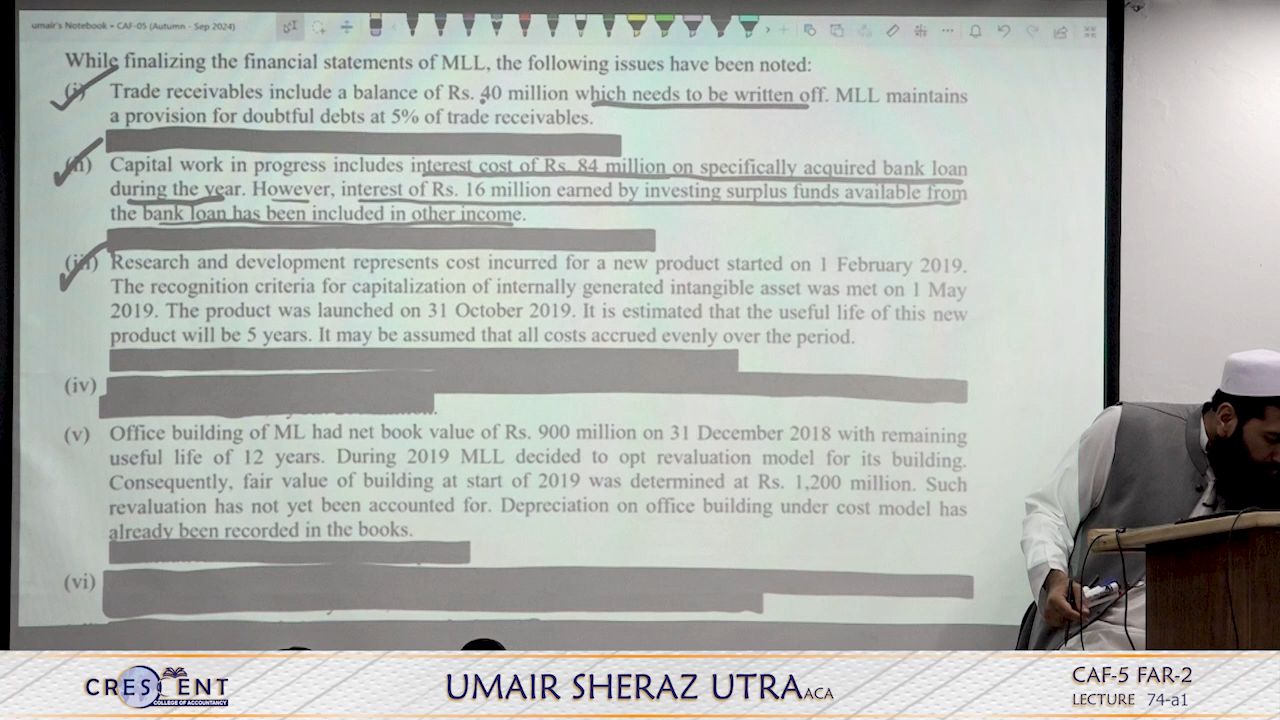 umair's Notebook - CAF-05 (Autumn - Sep 2024)
While finalizing the financial statements of MLL, the following issues have been noted:
(i) Trade receivables include a balance of Rs. 40 million which needs to be written off. MLL maintains
a provision for doubtful debts at 5% of trade receivables.
(ii) Capital work in progress includes interest cost of Rs. 84 million on specifically acquired bank loan
during the year. However, interest of Rs. 16 million earned by investing surplus funds available from
the bank loan has been included in other income.
(iii) Research and development represents cost incurred for a new product started on 1 February 2019.
The recognition criteria for capitalization of internally generated intangible asset was met on 1 May
2019. The product was launched on 31 October 2019. It is estimated that the useful life of this new
product will be 5 years. It may be assumed that all costs accrued evenly over the period.
(iv)
(v) Office building of ML had net book value of Rs. 900 million on 31 December 2018 with remaining
useful life of 12 years. During 2019 MLL decided to opt revaluation model for its building.
Consequently, fair value of building at start of 2019 was determined at Rs. 1,200 million. Such
revaluation has not yet been accounted for. Depreciation on office building under cost model has
already been recorded in the books.
(vi)
CRESCENT
COLLEGE OF ACCOUNTANCY
UMAIR SHERAZ UTRA ACA
CAF-5 FAR-2
LECTURE 74-a1